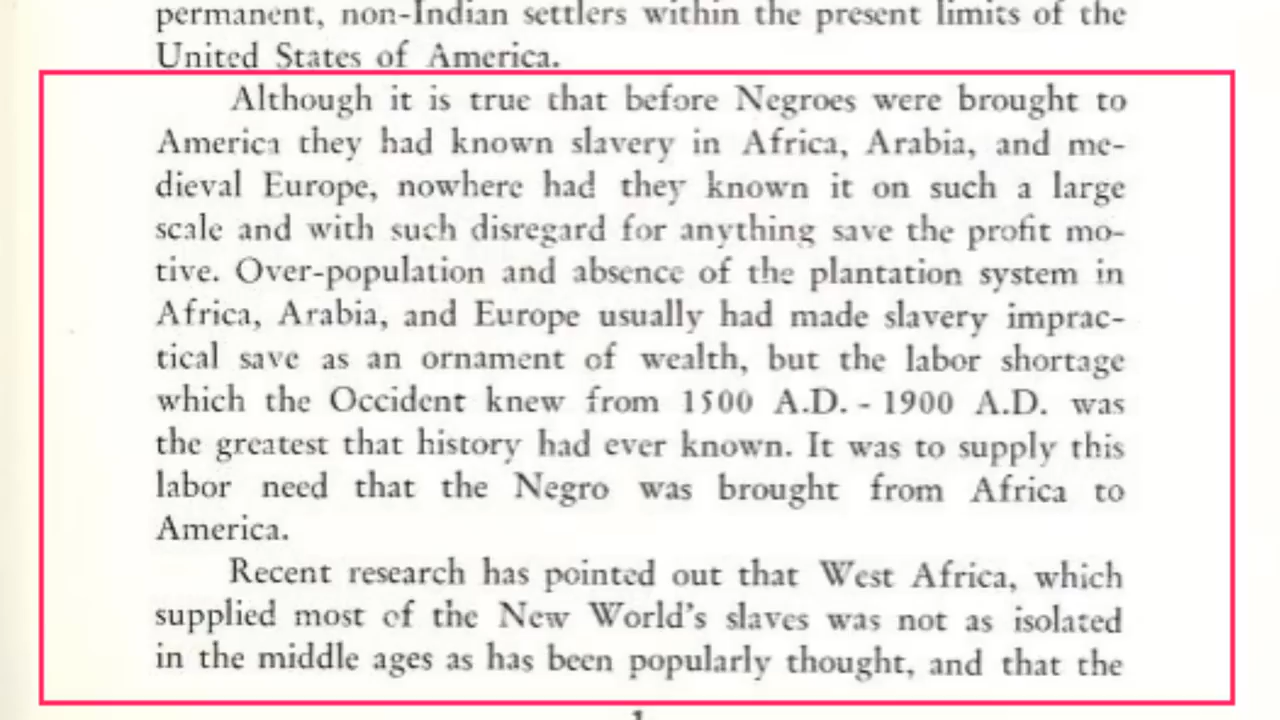 permanent, non-Indian settlers within the present limits of the
United States of America.
Although it is true that before Negroes were brought to
America they had known slavery in Africa, Arabia, and me-
dieval Europe, nowhere had they known it on such a large
scale and with such disregard for anything save the profit mo-
tive. Over-population and absence of the plantation system in
Africa, Arabia, and Europe usually had made slavery imprac-
tical save as an ornament of wealth, but the labor shortage
which the Occident knew from 1500 A.D. - 1900 A.D. was
the greatest that history had ever known. It was to supply this
labor need that the Negro was brought from Africa to
America.
Recent research has pointed out that West Africa, which
supplied most of the New World's slaves was not as isolated
in the middle ages as has been popularly thought, and that the